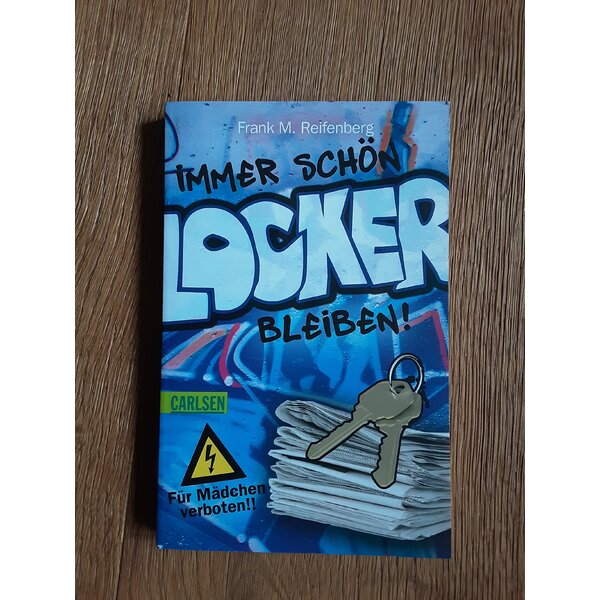 Frank M. Reifenberg
IMMER SCHÖN
LOCKER
BLEIBEN!
CARLSEN
Für Mädchen
verboten!!